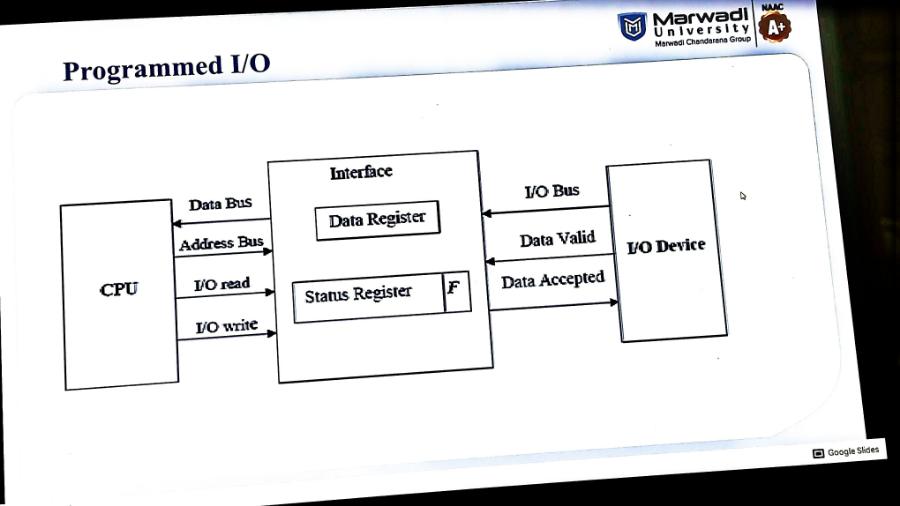 Marwadi
University
Marwadi Chandarana Group
NAAC
A+
Programmed I/O
Interface
Data Bus
Data Register
I/O Bus
Address Bus
Data Valid
I/O Device
CPU
I/O read
Status Register
F
Data Accepted
I/O write
Google Slides